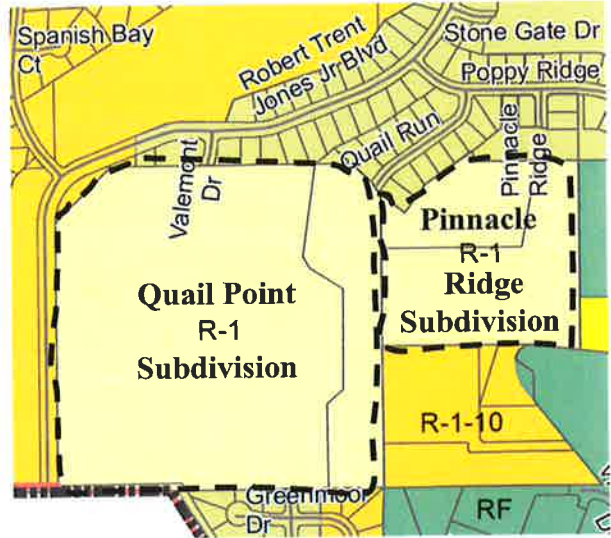 Spanish Bay
Ct
Robert Trent
Jones Jr Blvd
Stone Gate Dr
Poppy Ridge
Quail Run
Pinnacle
Ridge
Valemont
Dr
Pinnacle
R-1
Ridge
Subdivision
Quail Point
R-1
Subdivision
R-1-10
Greenmoor
Dr
RF